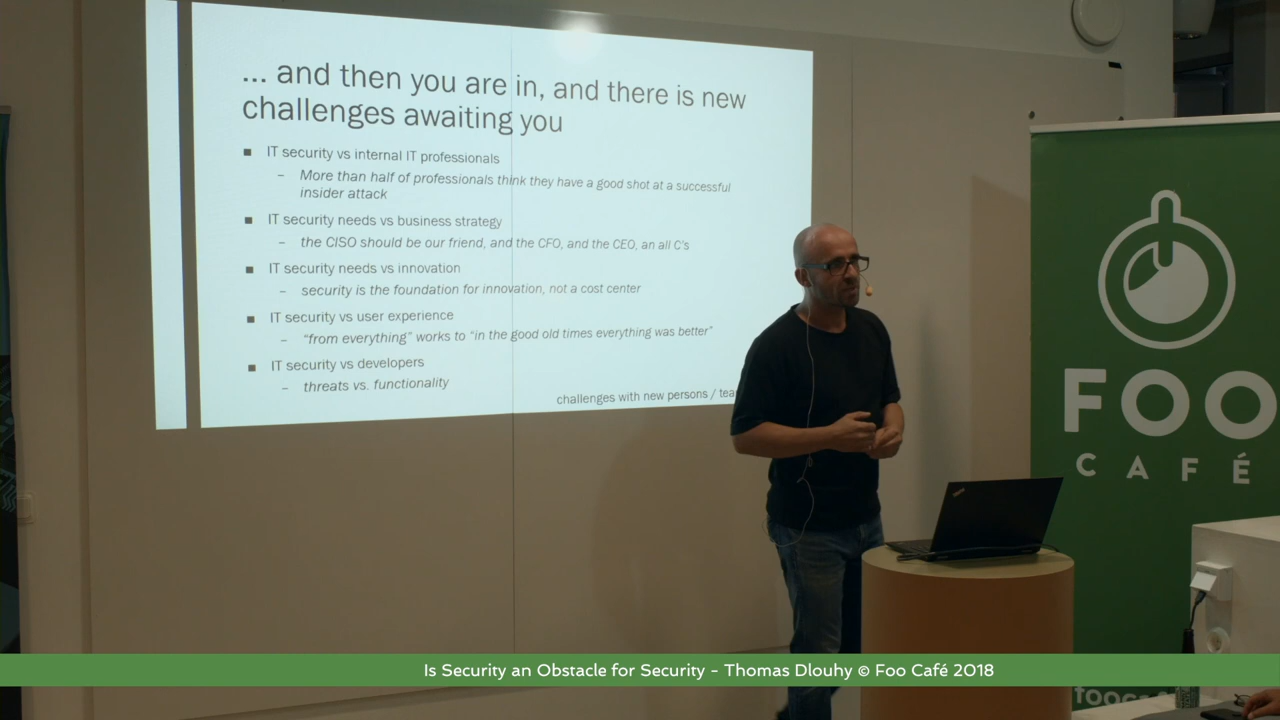 ... and then you are in, and there is new
challenges awaiting you
■ IT security vs internal IT professionals
– More than half of professionals think they have a good shot at a successful
insider attack
■ IT security needs vs business strategy
– the CISO should be our friend, and the CFO, and the CEO, an all C's
■ IT security needs vs innovation
– security is the foundation for innovation, not a cost center
■ IT security vs user experience
– “from everything” works to “in the good old times everything was better”
■ IT security vs developers
– threats vs. functionality
challenges with new persons /
FOO
CAFÉ
Is Security an Obstacle for Security - Thomas Dlouhy © Foo Café 2018